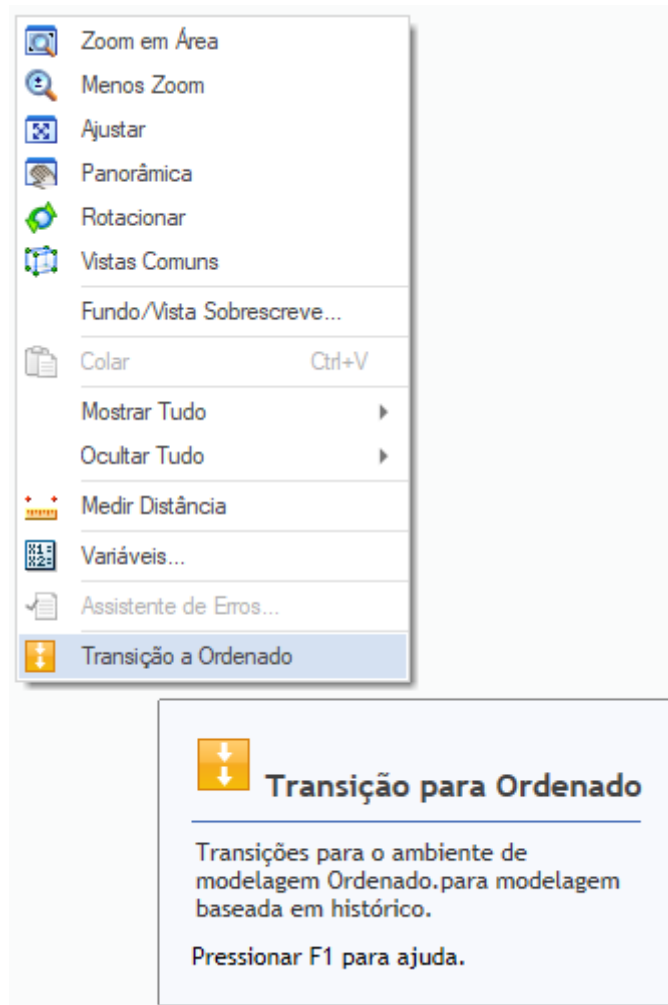 Zoom em Área
Menos Zoom
Ajustar
Panorâmica
Rotacionar
Vistas Comuns
Fundo/Vista Sobrescreve...
Colar Ctrl+V
Mostrar Tudo
Ocultar Tudo
Medir Distância
X1=
X2=
Variáveis...
Assistente de Erros...
Transição a Ordenado
Transição para Ordenado
Transições para o ambiente de
modelagem Ordenado.para modelagem
baseada em histórico.
Pressionar F1 para ajuda.